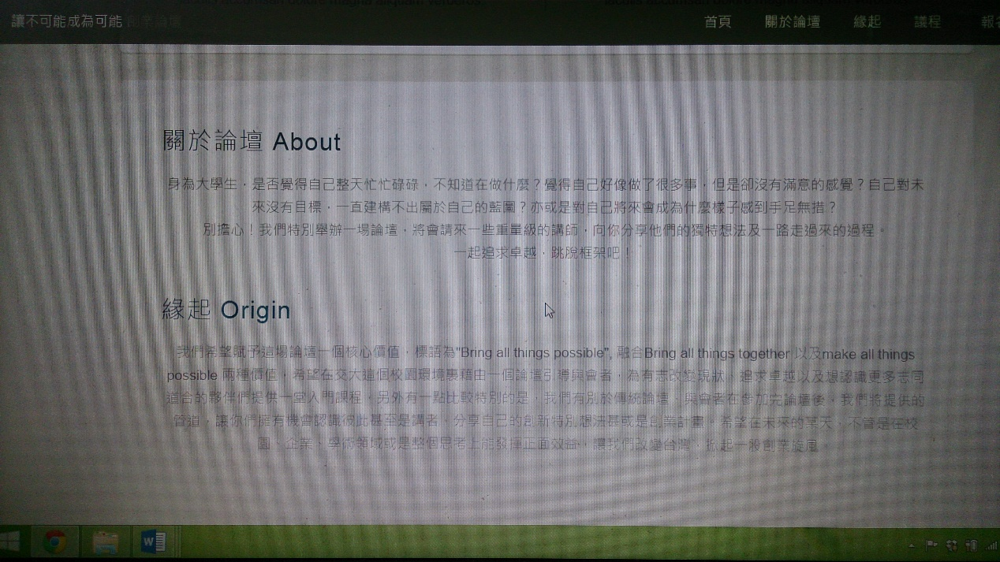 讓不可能成為可能
首頁 關於論壇 緣起 議程 報名
關於論壇 About
身為大學生，是否覺得自己整天忙忙碌碌，不知道在做什麼？覺得自己好像做了很多事，但是卻沒有滿意的感覺？自己對未
來沒有目標，一直建構不出屬於自己的藍圖？亦或是對自己將來會成為什麼樣子感到手足無措？
別擔心！我們特別舉辦一場論壇，將會請來一些重量級的講師，向你分享他們的獨特想法及一路走過來的過程。
一起追求卓越，跳脫框架吧！
緣起 Origin
我們希望賦予這場論壇一個核心價值，標語為"Bring all things possible", 融合Bring all things together 以及make all things
possible 兩種價值，希望在交大這個校園環境裏藉由一個論壇引導與會者，為有志改變現狀，追求卓越以及想認識更多志同
道合的夥伴們提供一堂入門課程，另外有一點比較特別的是，我們有別於傳統論壇，與會者在參加完論壇後，我們將提供的
管道，讓你們擁有機會認識彼此甚至是講者，分享自己的創新特別想法甚或是創業計畫。希望在未來的某天，不管是在校
園、企業、學術領域或是整個思考上能發揮正面效益，讓我們改變台灣，掀起一股創業旋風